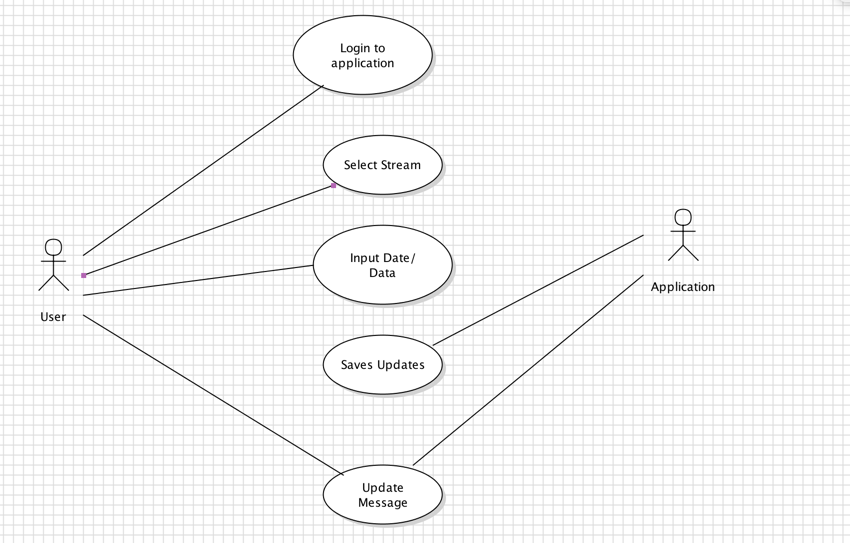 Login to
application
Select Stream
Input Date/
Data
User
Application
Saves Updates
Update
Message